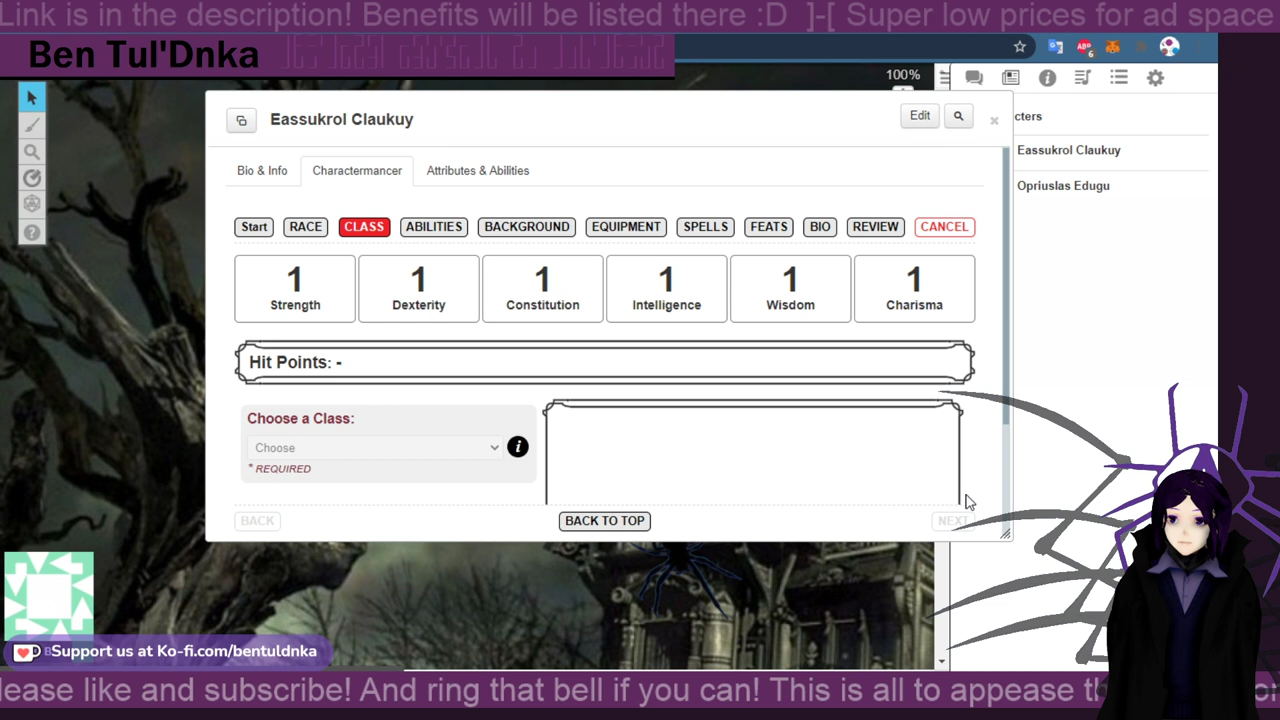 Link is in the description! Benefits will be listed there :D ]-[ Super low prices for ad space
Ben Tul'Dnka
ABP
6
100%
Eassukrol Claukuy
Edit
cters
Eassukrol Claukuy
Opriuslas Edugu
Bio & Info
Charactermancer
Attributes & Abilities
Start
RACE
CLASS
ABILITIES
BACKGROUND
EQUIPMENT
SPELLS
FEATS
BIO
REVIEW
CANCEL
1
Strength
1
Dexterity
1
Constitution
1
Intelligence
1
Wisdom
1
Charisma
Hit Points: -
Choose a Class:
Choose
* REQUIRED
BACK
BACK TO TOP
NEXT
Support us at Ko-fi.com/bentuldnka
lease like and subscribe! And ring that bell if you can! This is all to appease